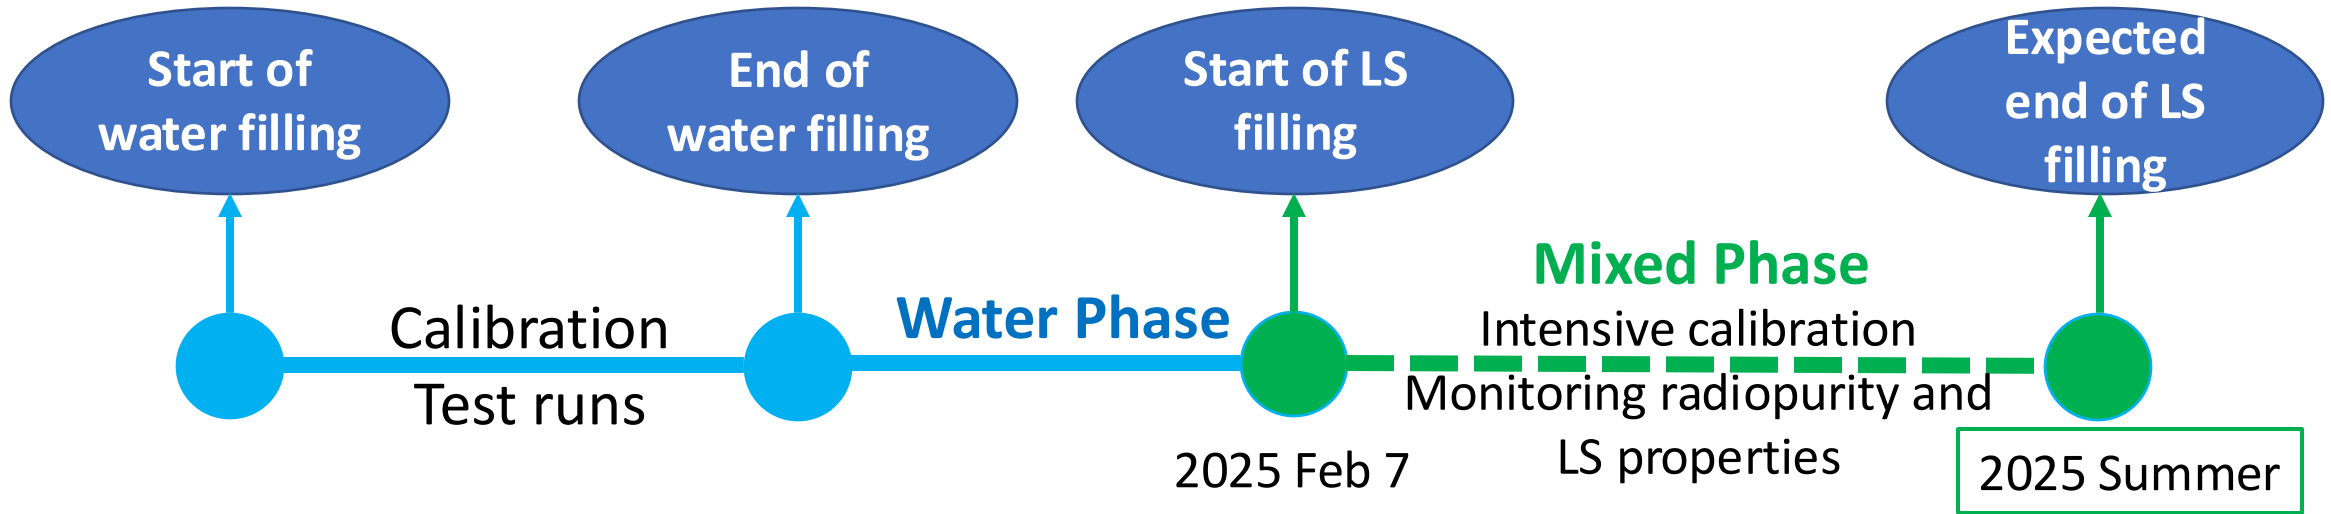 Start of
water filling
End of
water filling
Start of LS
filling
Expected
end of LS
filling
Calibration
Test runs
Water Phase
Mixed Phase
Intensive calibration
Monitoring radiopurity and
LS properties
2025 Feb 7
2025 Summer